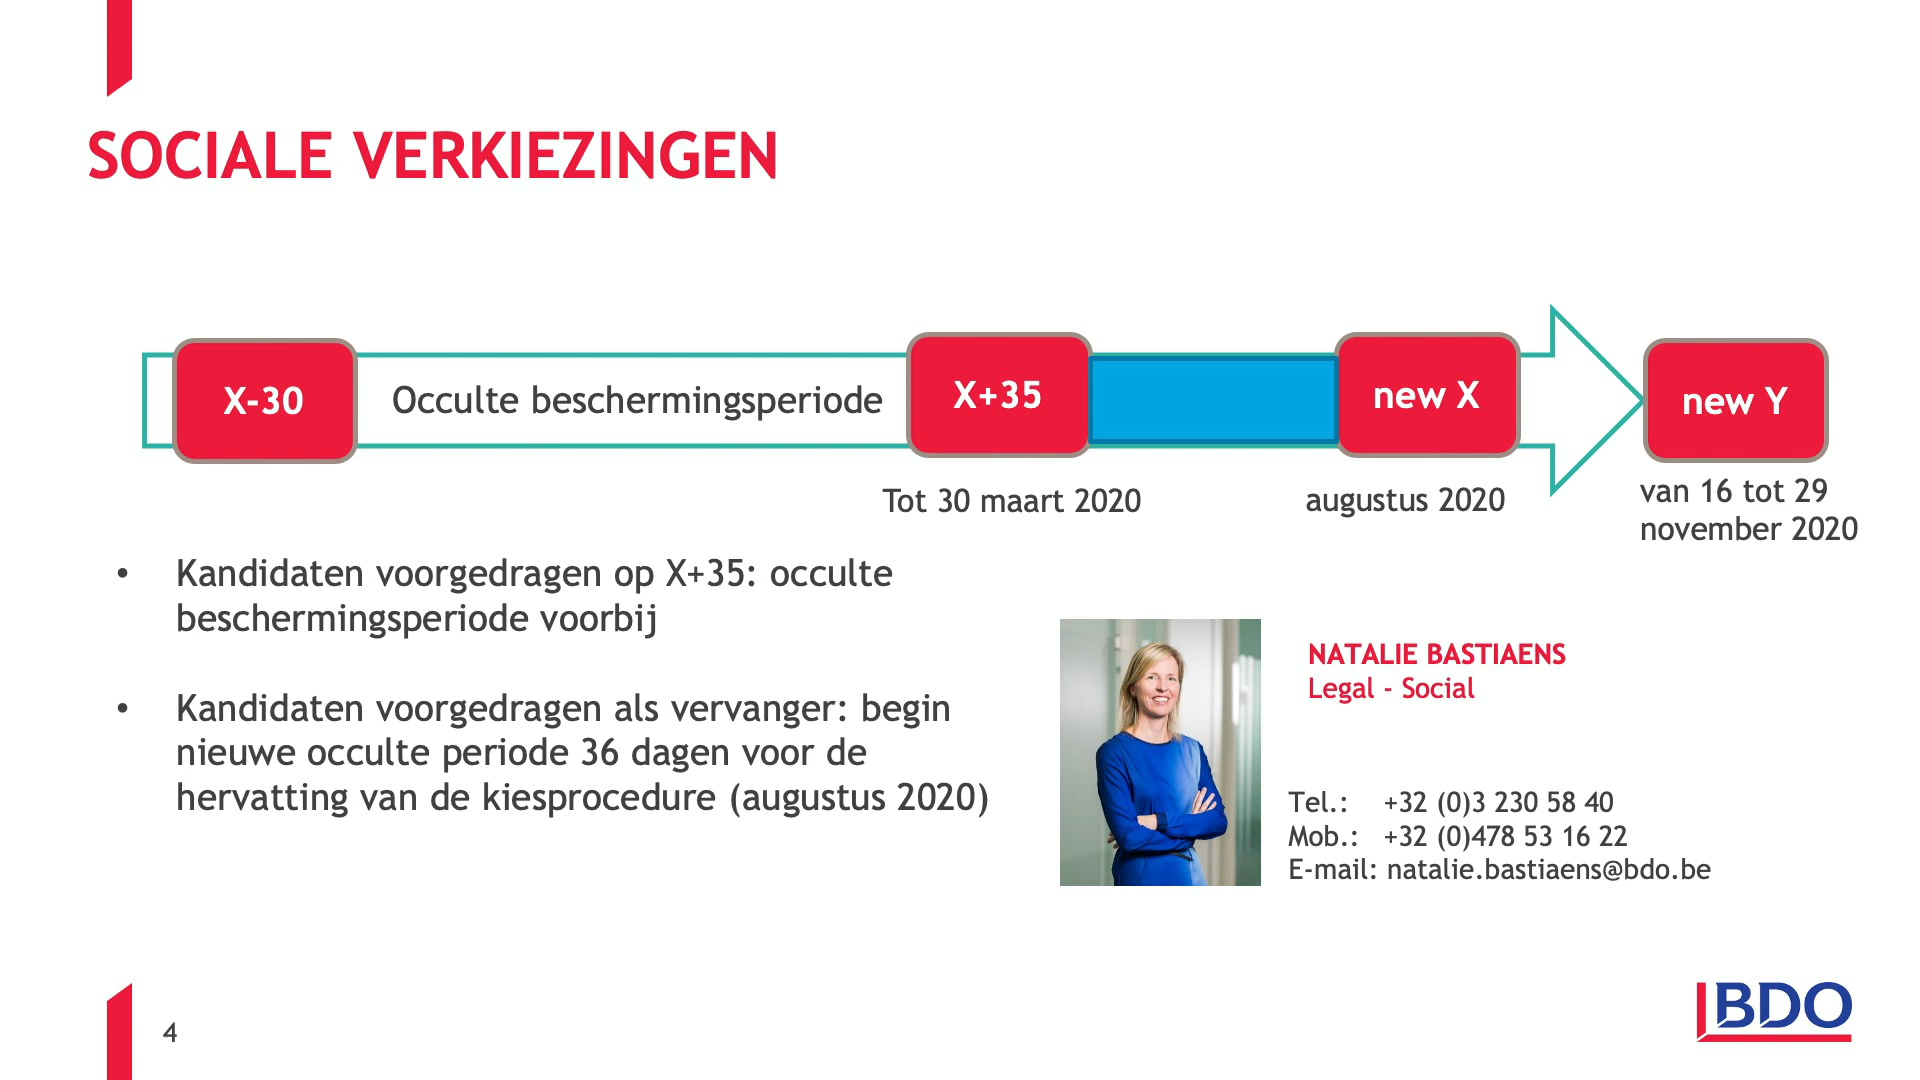 SOCIALE VERKIEZINGEN
X-30
Occulte beschermingsperiode
X+35
new X
new Y
Tot 30 maart 2020
augustus 2020
van 16 tot 29
november 2020
• Kandidaten voorgedragen op X+35: occulte
beschermingsperiode voorbij
• Kandidaten voorgedragen als vervanger: begin
nieuwe occulte periode 36 dagen voor de
hervatting van de kiesprocedure (augustus 2020)
NATALIE BASTIAENS
Legal - Social
Tel.: +32 (0)3 230 58 40
Mob.: +32 (0)478 53 16 22
E-mail: natalie.bastiaens@bdo.be
4
BDO